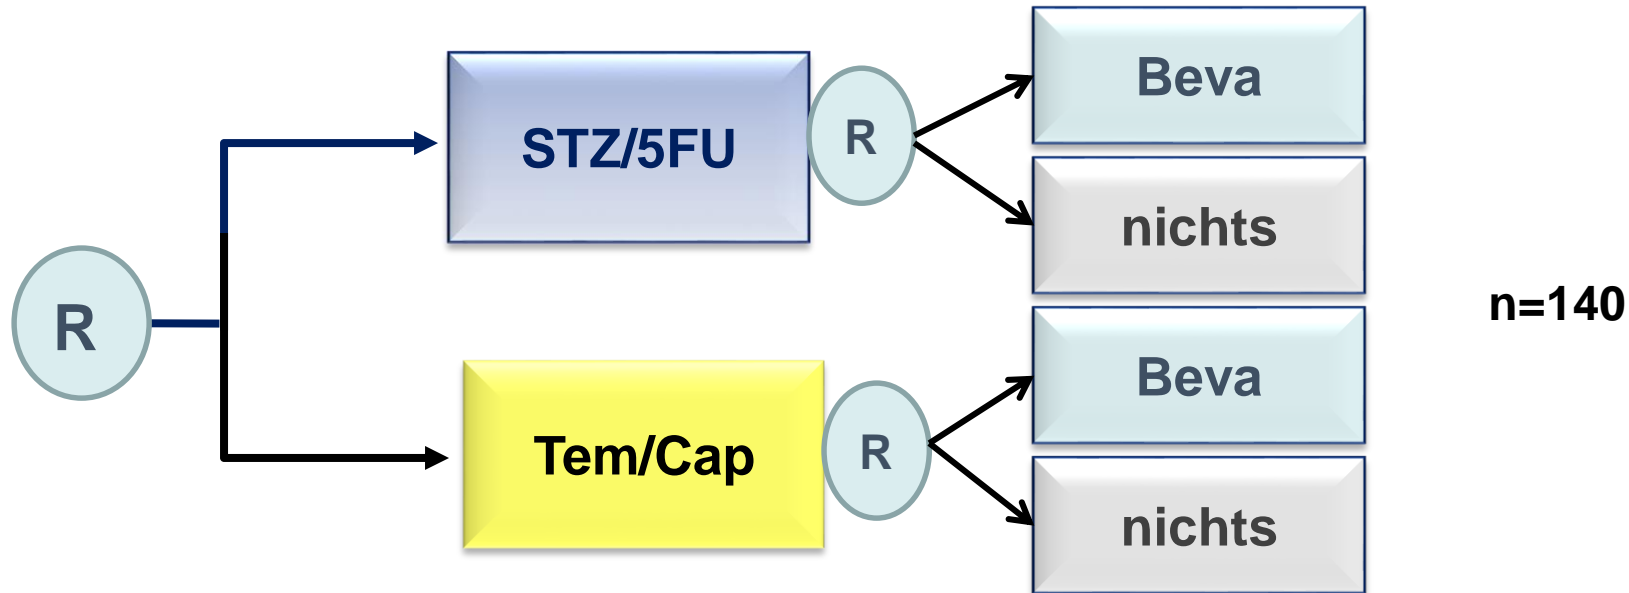 R
STZ/5FU
R
Beva
nichts
Tem/Cap
R
Beva
nichts
n=140